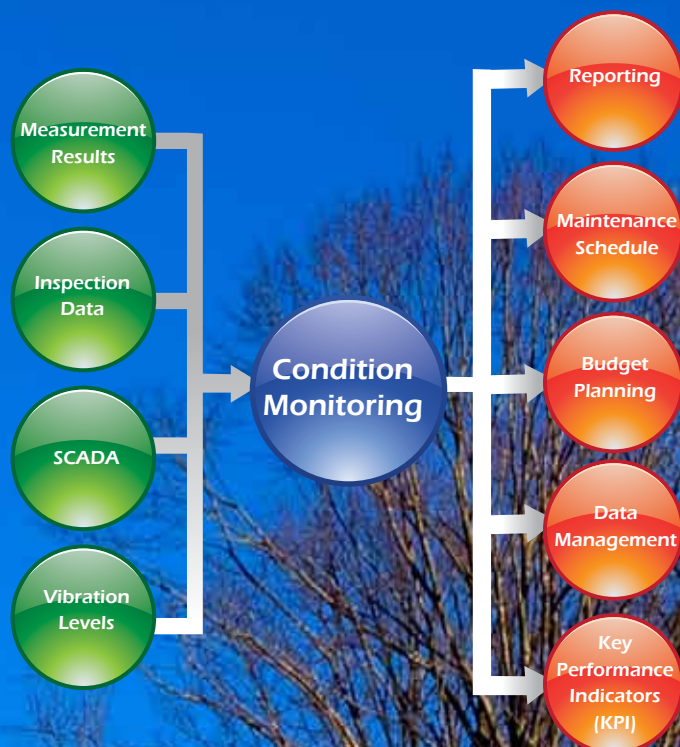 Measurement
Results
Inspection
Data
SCADA
Vibration
Levels
Condition
Monitoring
Reporting
Maintenance
Schedule
Budget
Planning
Data
Management
Key
Performance
Indicators
(KPI)